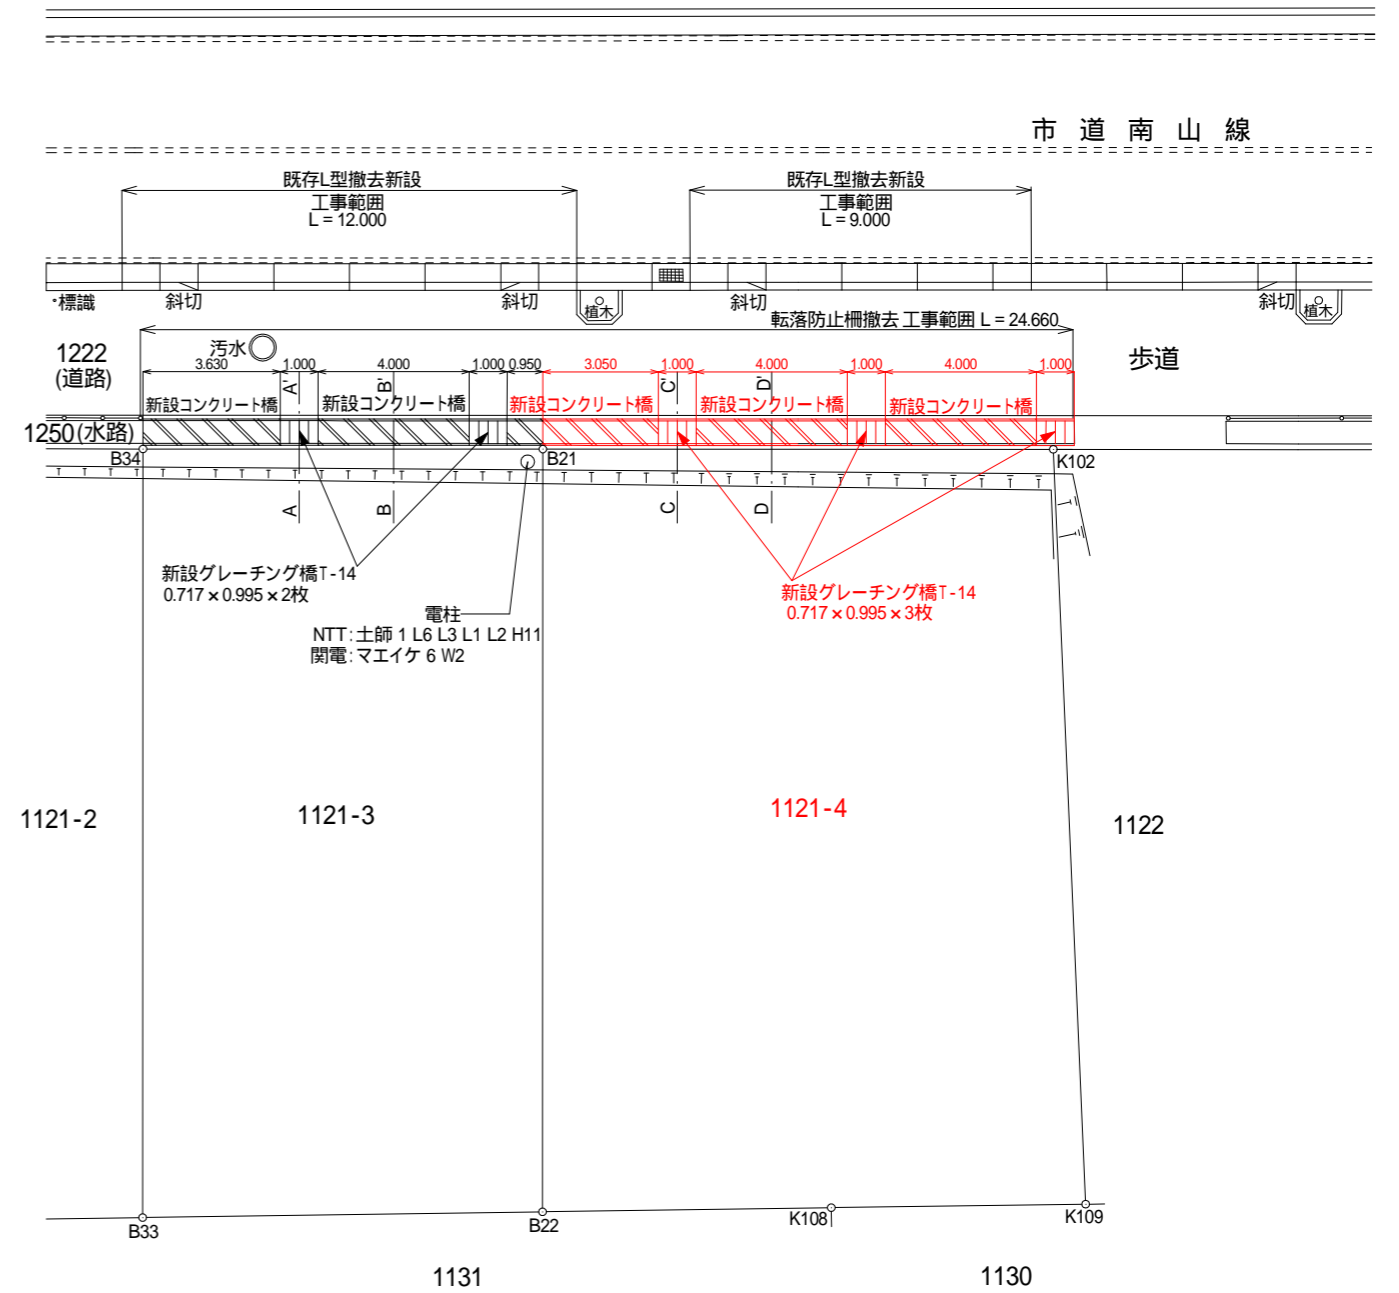 市道南山線
既存L型撤去新設
工事範囲
L = 12.000
既存L型撤去新設
工事範囲
L = 9.000
標識
斜切
斜切
植木
斜切
斜切
植木
転落防止柵撤去 工事範囲 L = 24.660
1222
(道路)
汚水
歩道
3.630
1.000
4.000
1.000
0.950
3.050
1.000
4.000
1.000
4.000
1.000
A'
B'
C'
D'
新設コンクリート橋
新設コンクリート橋
新設コンクリート橋
新設コンクリート橋
新設コンクリート橋
1250(水路)
B34
B21
K102
A
B
C
D
新設グレーチング橋T-14
0.717×0.995×2枚
新設グレーチング橋T-14
0.717×0.995×3枚
電柱
NTT:土師 1 L6 L3 L1 L2 H11
関電:マエイケ 6 W2
1121-2
1121-3
1121-4
1122
B33
B22
K108
K109
1131
1130